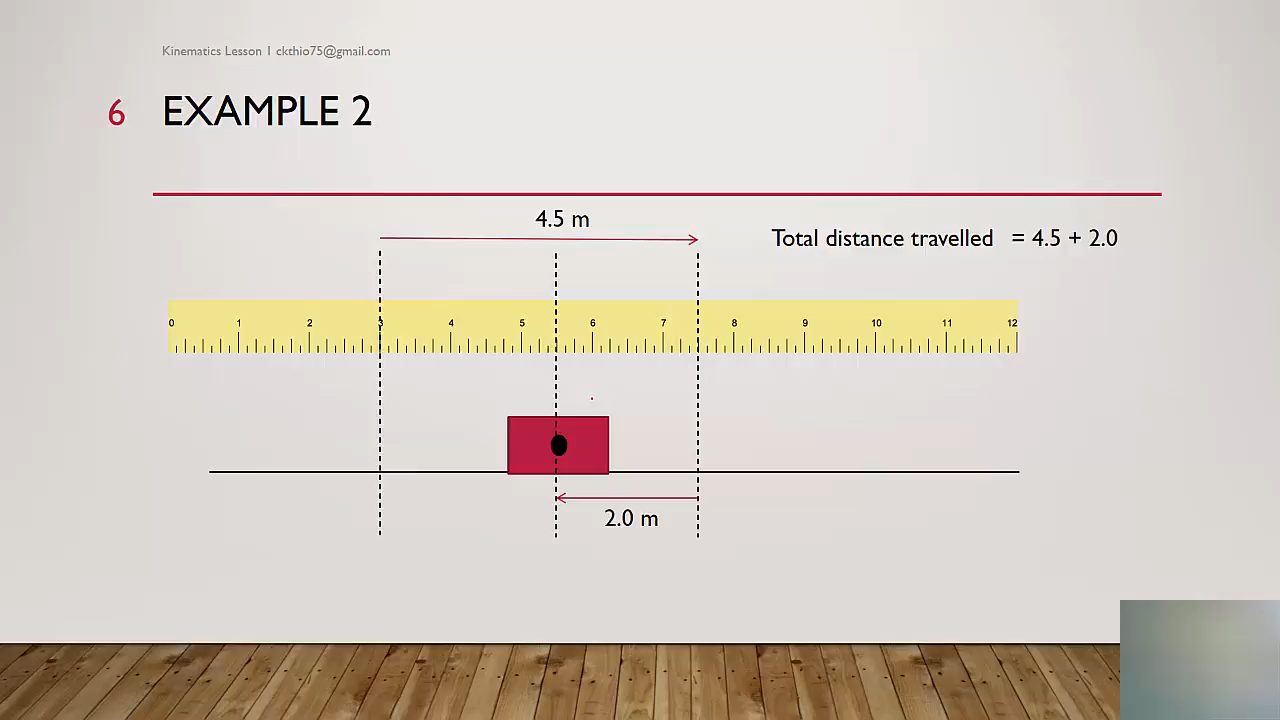 Kinematics Lesson 1 ckthio75@gmail.com
6 EXAMPLE 2
4.5 m
Total distance travelled = 4.5 + 2.0
0 1 2 3 4 5 6 7 8 9 10 11 12
2.0 m